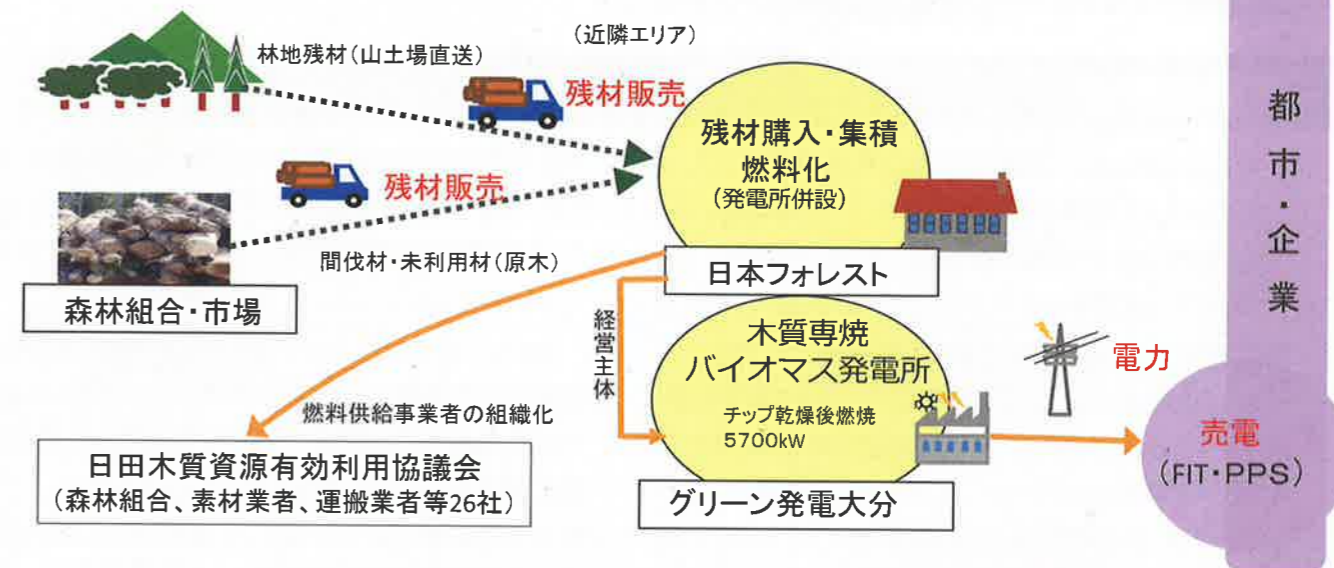 林地残材(山土場直送)
(近隣エリア)
残材販売
残材販売
間伐材・未利用材(原木)
森林組合・市場
残材購入・集積
燃料化
(発電所併設)
日本フォレスト
経営主体
木質専焼
バイオマス発電所
チップ乾燥後燃焼
5700kW
グリーン発電大分
燃料供給事業者の組織化
日田木質資源有効利用協議会
(森林組合、素材業者、運搬業者等26社)
電力
売電
(FIT・PPS)
都市・企業